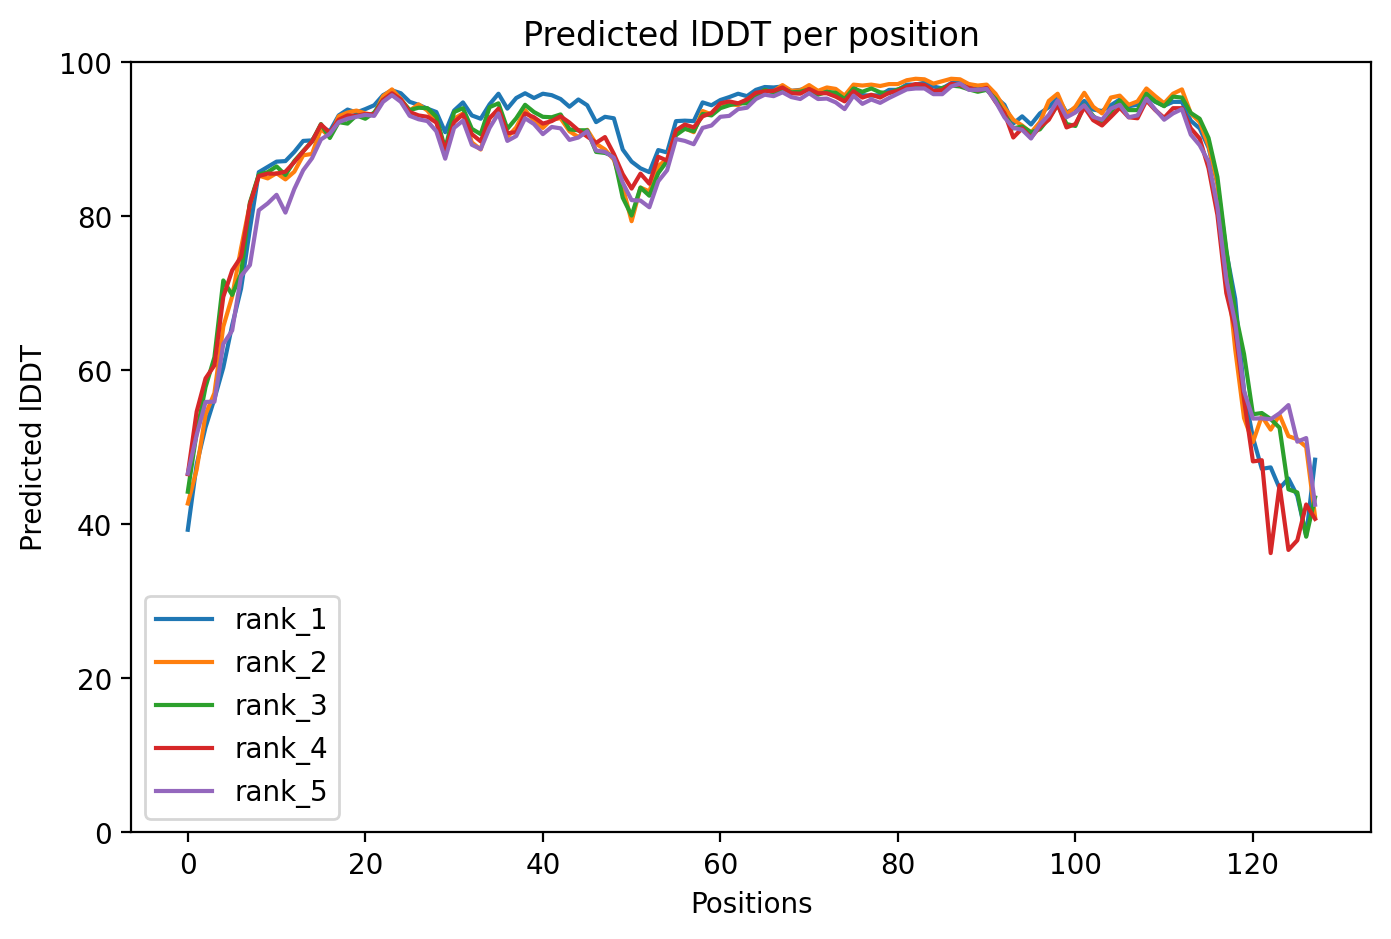 Predicted lDDT per position
100
80
60
40
20
0
Predicted lDDT
rank_1
rank_2
rank_3
rank_4
rank_5
0 20 40 60 80 100 120
Positions